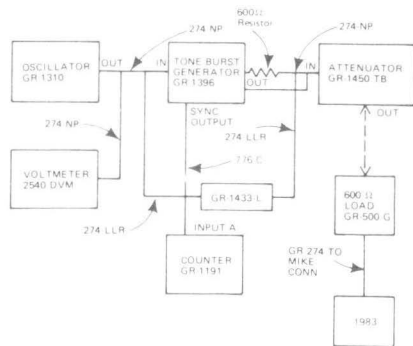 600Ω
Resistor
274-NP
274-NP
OSCILLATOR
GR 1310
OUT
IN
TONE BURST
GENERATOR
GR 1396
OUT
IN
ATTENUATOR
GR-1450 TB
OUT
SYNC
OUTPUT
274-NP
274 LLR
VOLTMETER
2540 DVM
776 C
GR-1433-L
600 Ω
LOAD
GR-500-G
274 LLR
INPUT A
COUNTER
GR-1191
GR 274 TO
MIKE
CONN
1983